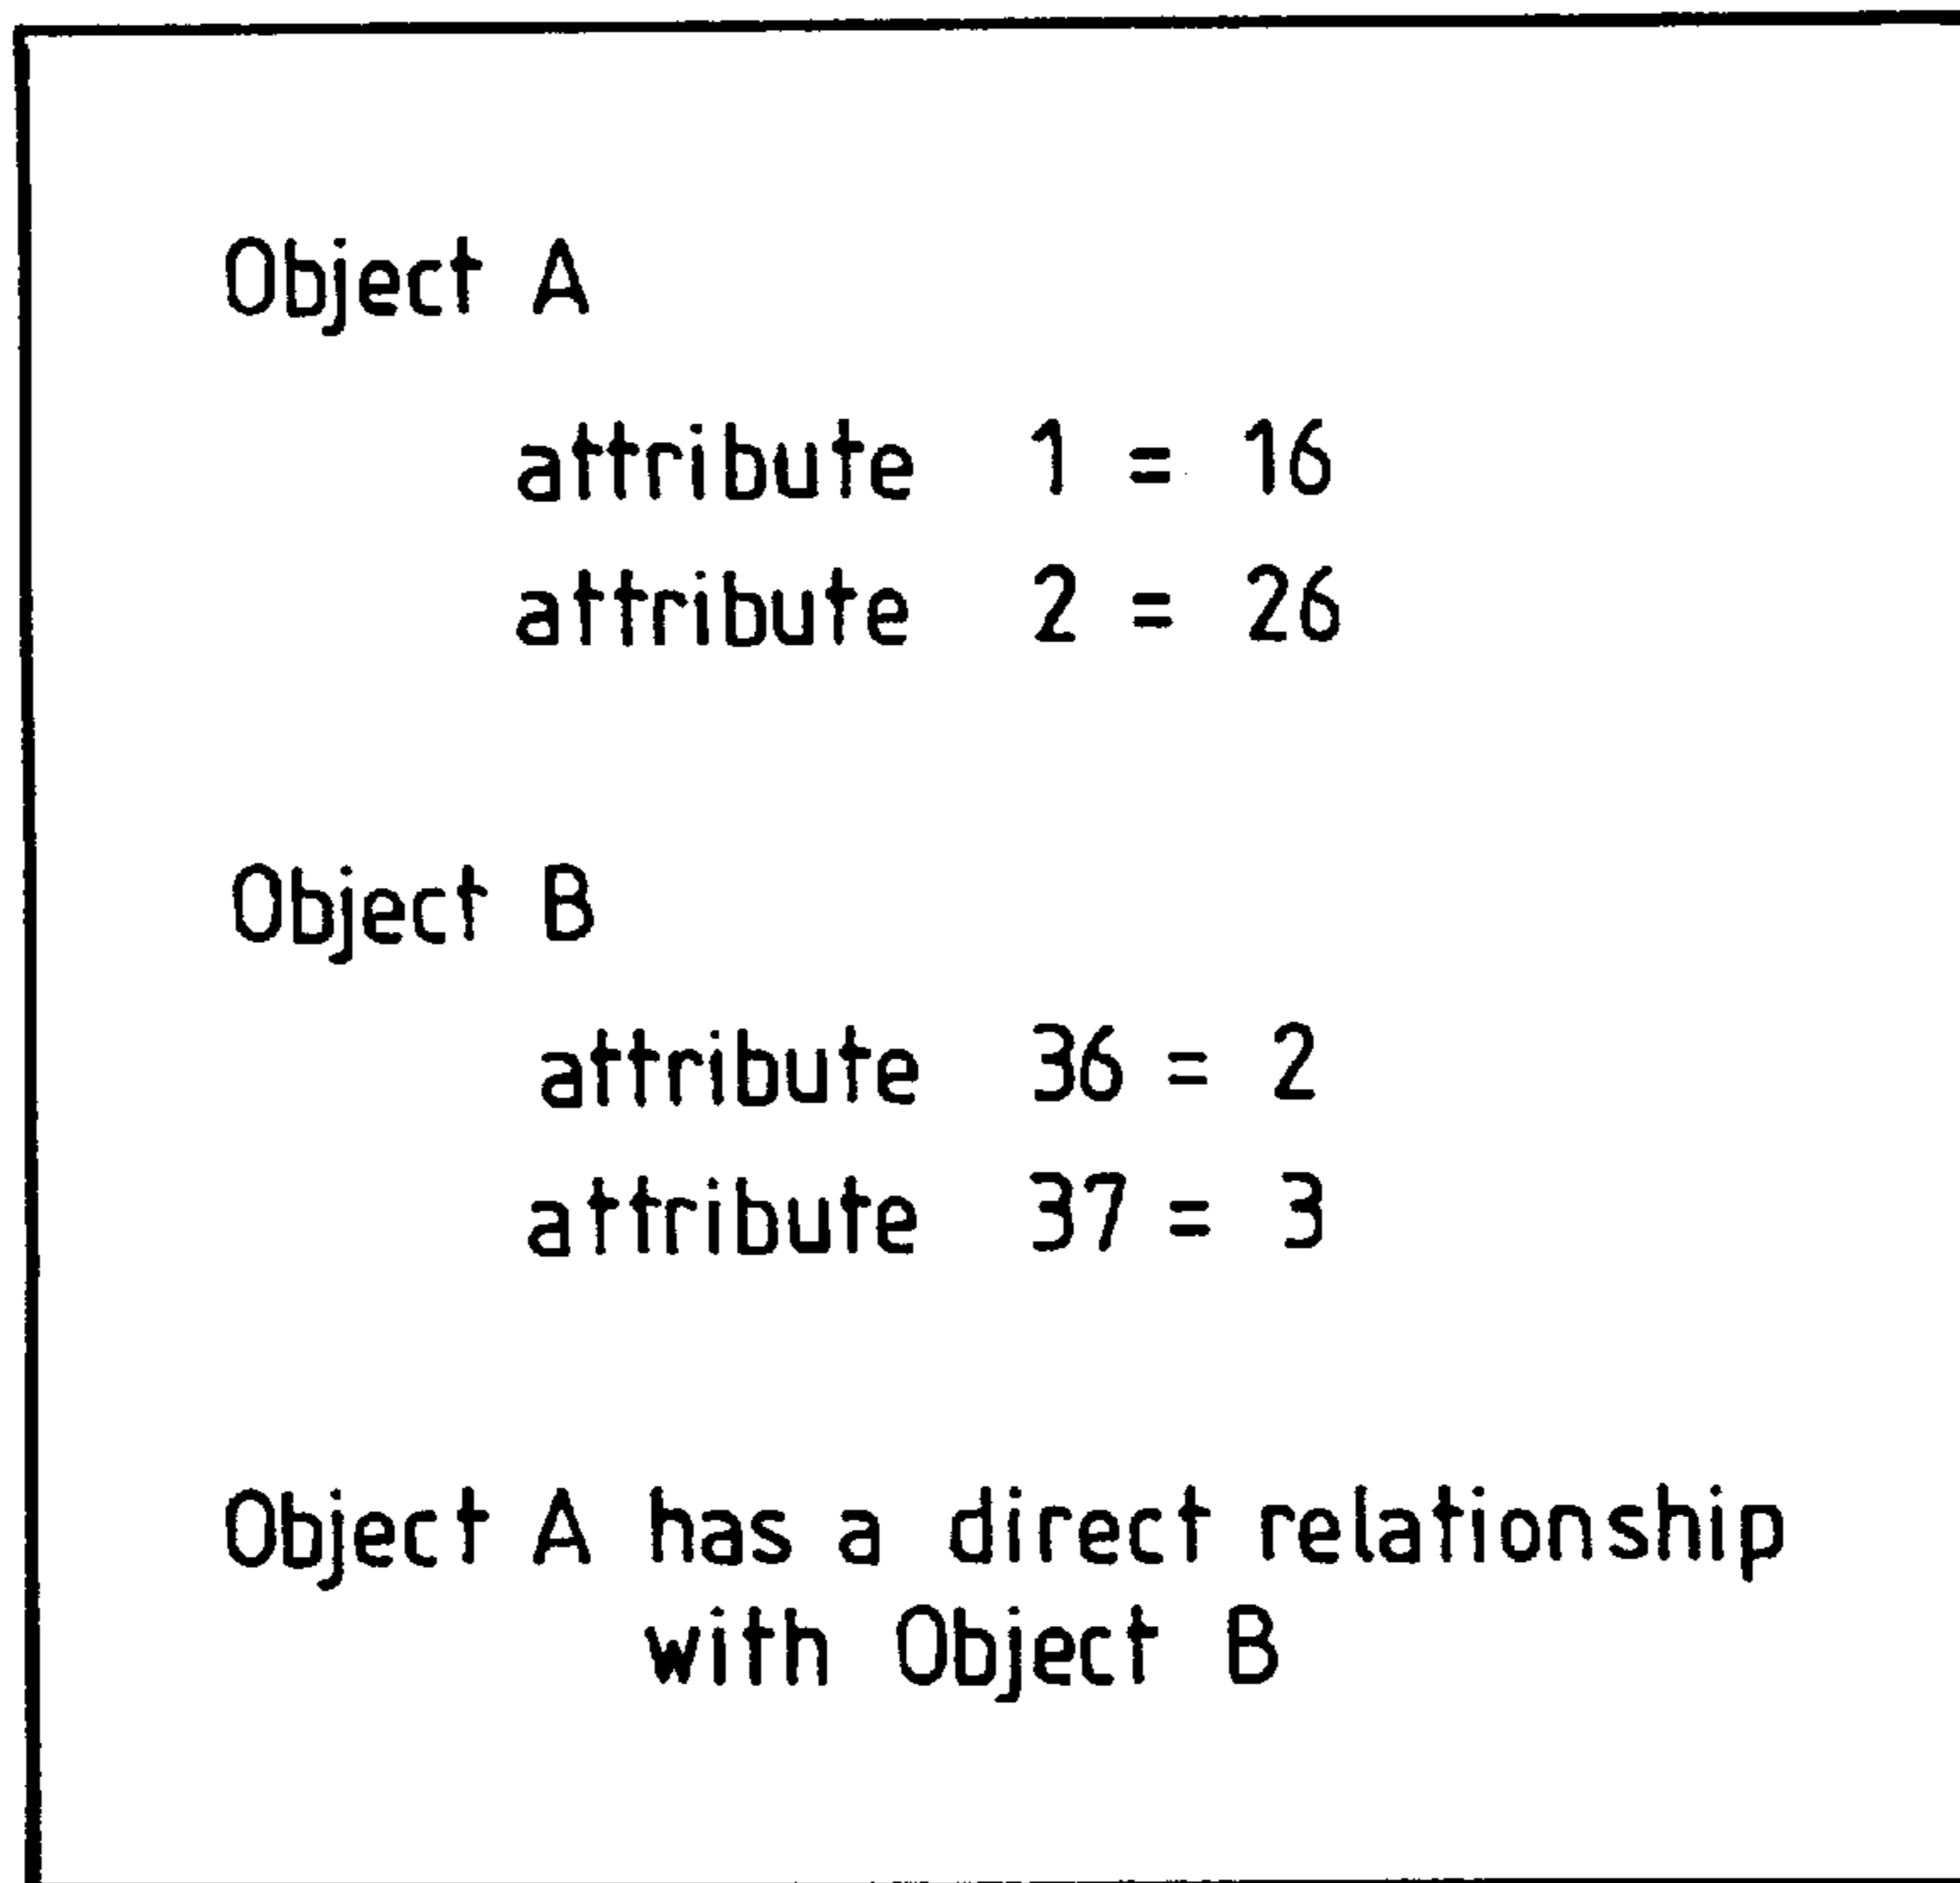 Object A
attribute 1 = 16
attribute 2 = 26
Object B
attribute 36 = 2
attribute 37 = 3
Object A has a direct relationship
with Object B